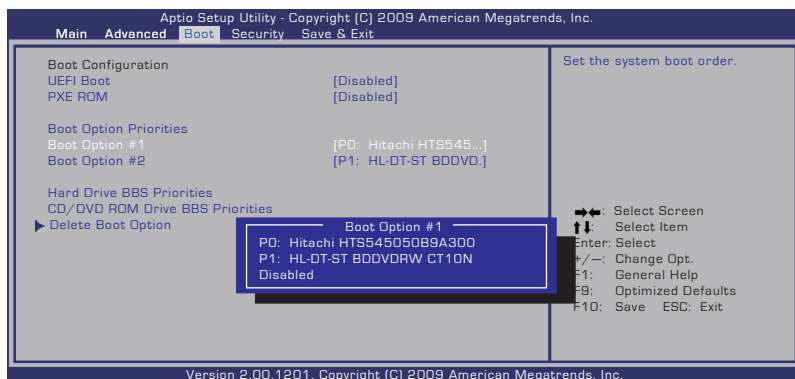 Aptio Setup Utility - Copyright (C) 2009 American Megatrends, Inc.
Main Advanced Boot Security Save & Exit
Boot Configuration
UEFI Boot [Disabled]
PXE ROM [Disabled]
Boot Option Priorities
Boot Option #1 [P0: Hitachi HTS545...]
Boot Option #2 [P1: HL-DT-ST BDDVD.]
Hard Drive BBS Priorities
CD/DVD ROM Drive BBS Priorities
Delete Boot Option
Boot Option #1
P0: Hitachi HTS545050B9A300
P1: HL-DT-ST BDDVDRW CT10N
Disabled
Set the system boot order.
→←: Select Screen
↑↓: Select Item
Enter: Select
+/—: Change Opt.
F1: General Help
F9: Optimized Defaults
F10: Save ESC: Exit
Version 2.00.1201. Copyright (C) 2009 American Megatrends, Inc.